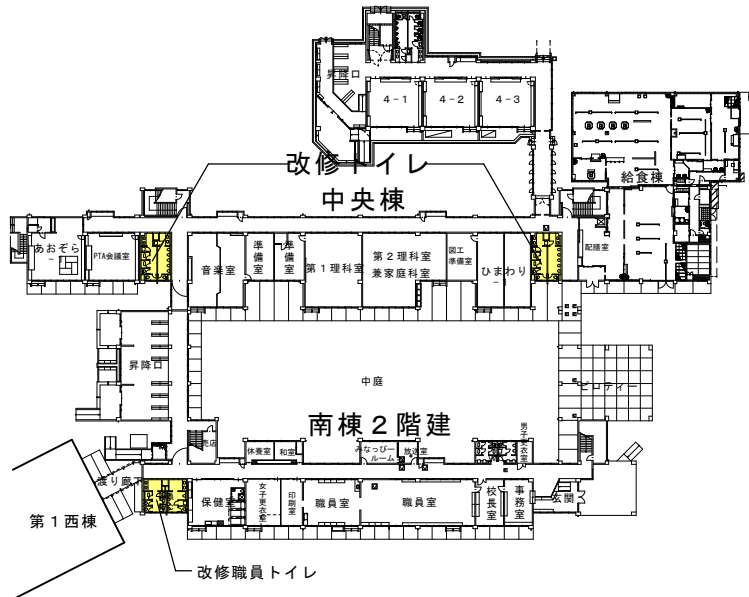 昇降口
4-1
4-2
4-3
改修トイレ
給食棟
中央棟
あおぞら
PTA会議室
音楽室
準備室
準備室
第1理科室
第2理科室
兼家庭科室
図工
準備室
ひまわり
配膳室
昇降口
中庭
ピロティー
南棟2階建
売店
休養室
和室
みなっぴー
ルーム
放送室
男子更衣室
渡り廊下
第1西棟
保健室
女子更衣室
印刷室
職員室
職員室
校長室
事務室
玄関
改修職員トイレ